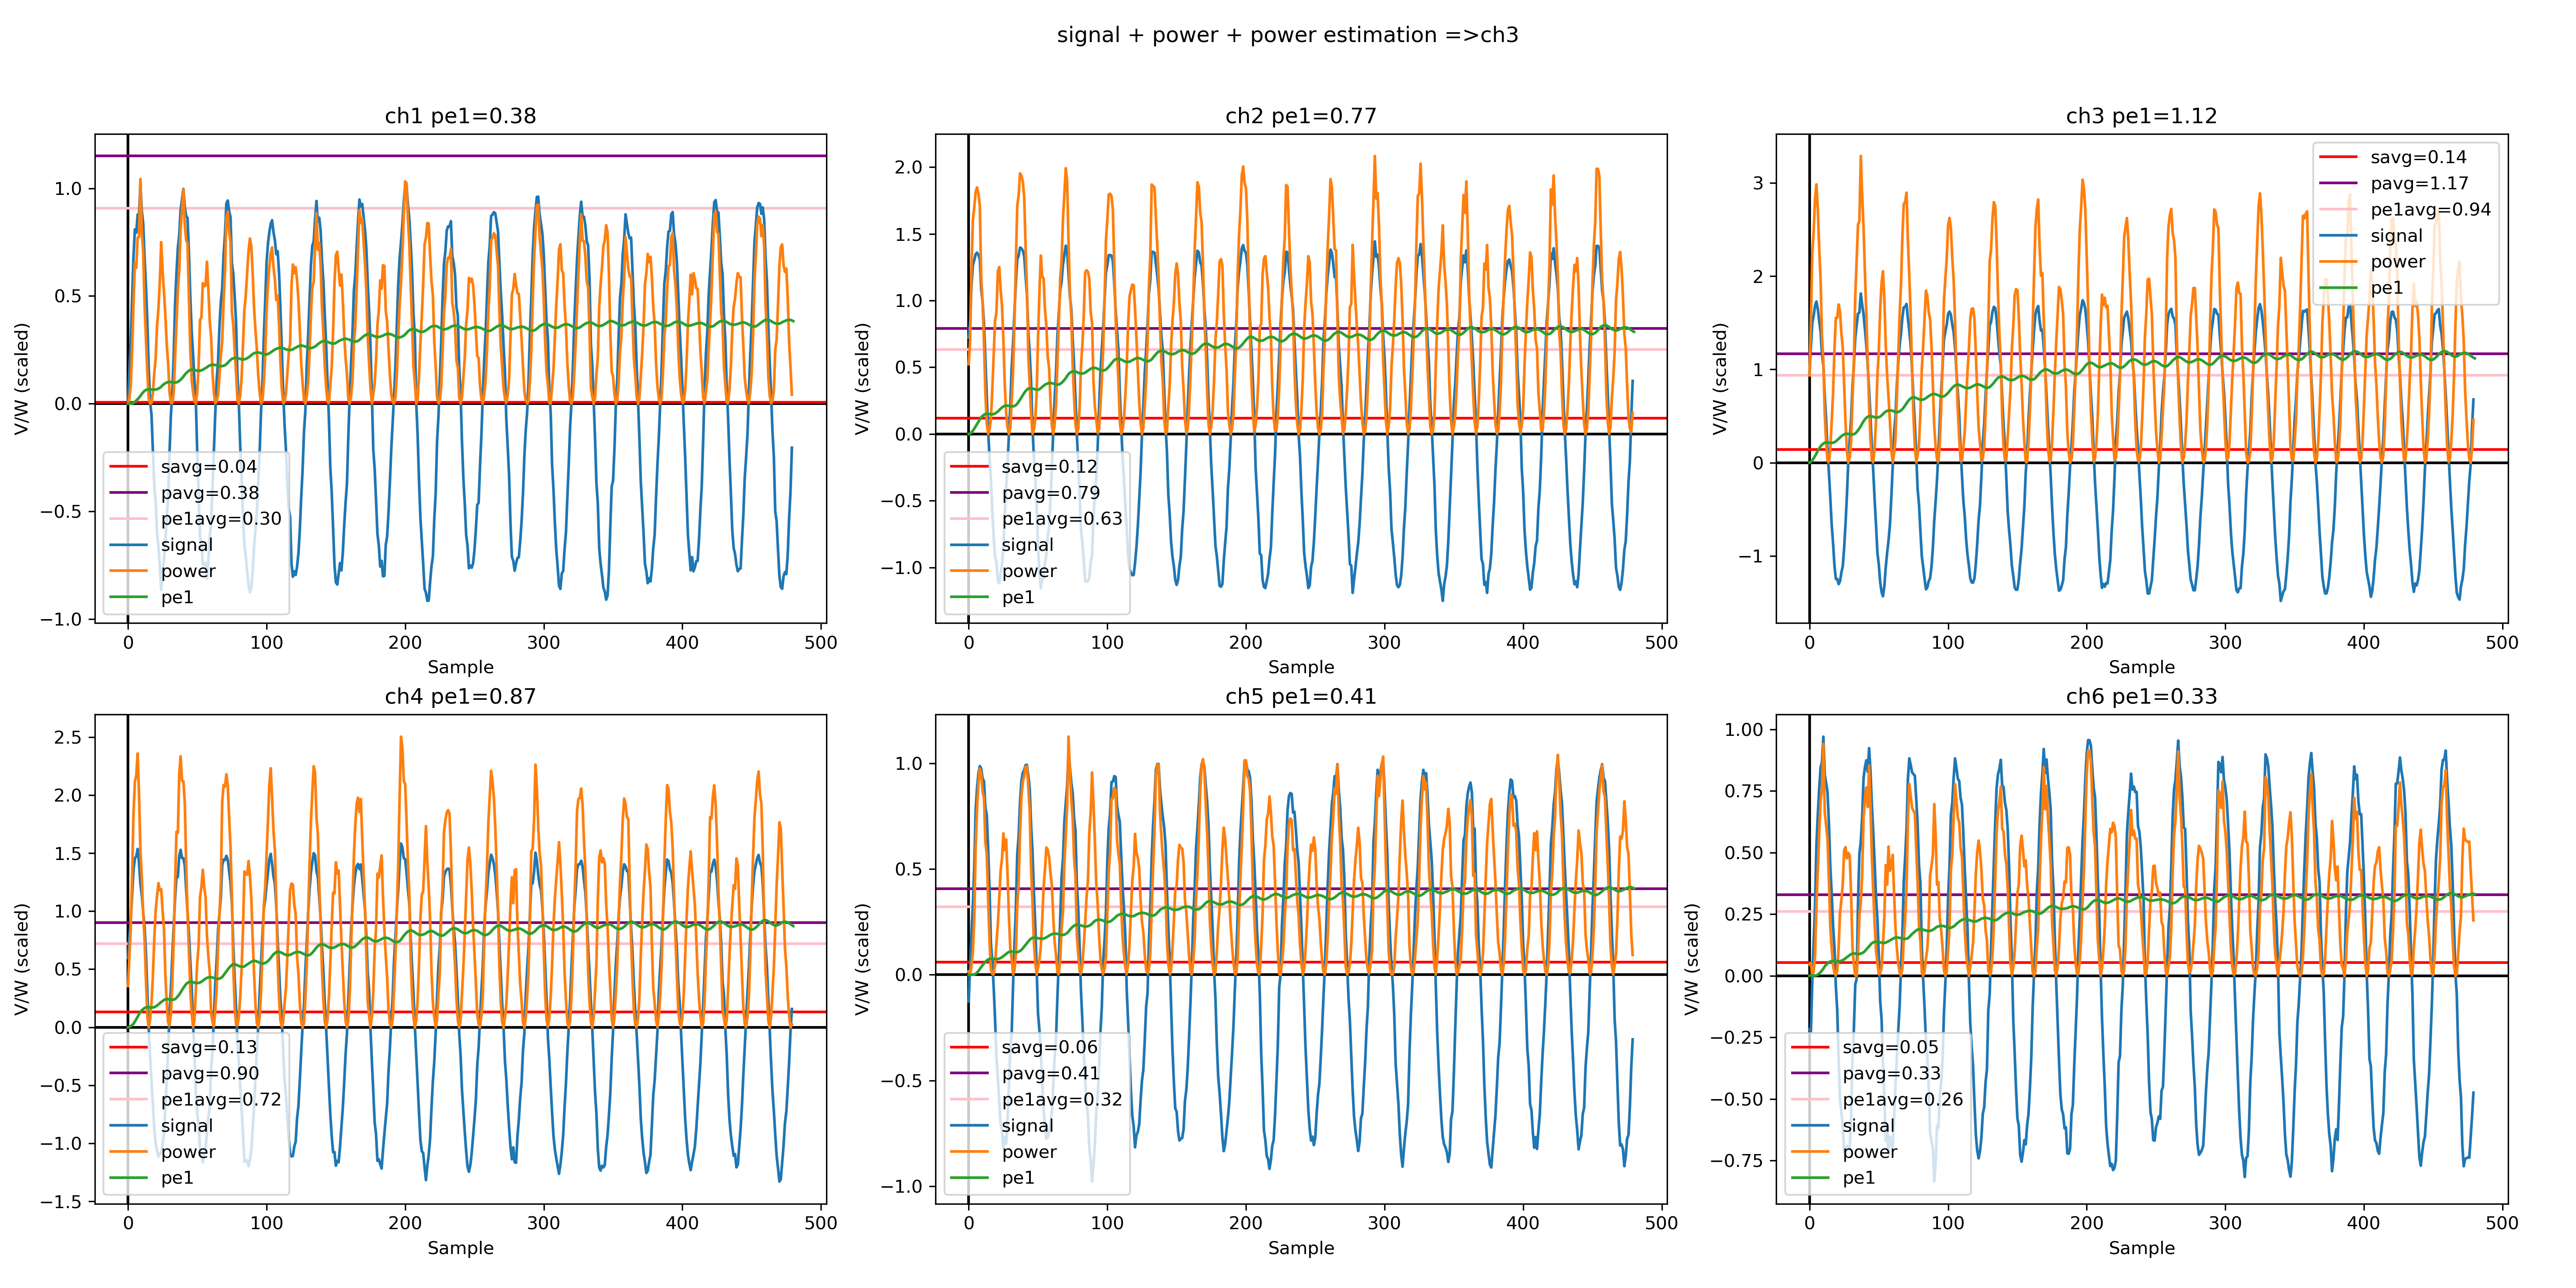 signal + power + power estimation =>ch3
ch1 pe1=0.38
V/W (scaled)
1.0
0.5
0.0
−0.5
−1.0
savg=0.04
pavg=0.38
pe1avg=0.30
signal
power
pe1
0 100 200 300 400 500
Sample
ch2 pe1=0.77
V/W (scaled)
2.0
1.5
1.0
0.5
0.0
−0.5
−1.0
savg=0.12
pavg=0.79
pe1avg=0.63
signal
power
pe1
0 100 200 300 400 500
Sample
ch3 pe1=1.12
V/W (scaled)
3
2
1
0
−1
savg=0.14
pavg=1.17
pe1avg=0.94
signal
power
pe1
0 100 200 300 400 500
Sample
ch4 pe1=0.87
V/W (scaled)
2.5
2.0
1.5
1.0
0.5
0.0
−0.5
−1.0
−1.5
savg=0.13
pavg=0.90
pe1avg=0.72
signal
power
pe1
0 100 200 300 400 500
Sample
ch5 pe1=0.41
V/W (scaled)
1.0
0.5
0.0
−0.5
−1.0
savg=0.06
pavg=0.41
pe1avg=0.32
signal
power
pe1
0 100 200 300 400 500
Sample
ch6 pe1=0.33
V/W (scaled)
1.00
0.75
0.50
0.25
0.00
−0.25
−0.50
−0.75
savg=0.05
pavg=0.33
pe1avg=0.26
signal
power
pe1
0 100 200 300 400 500
Sample